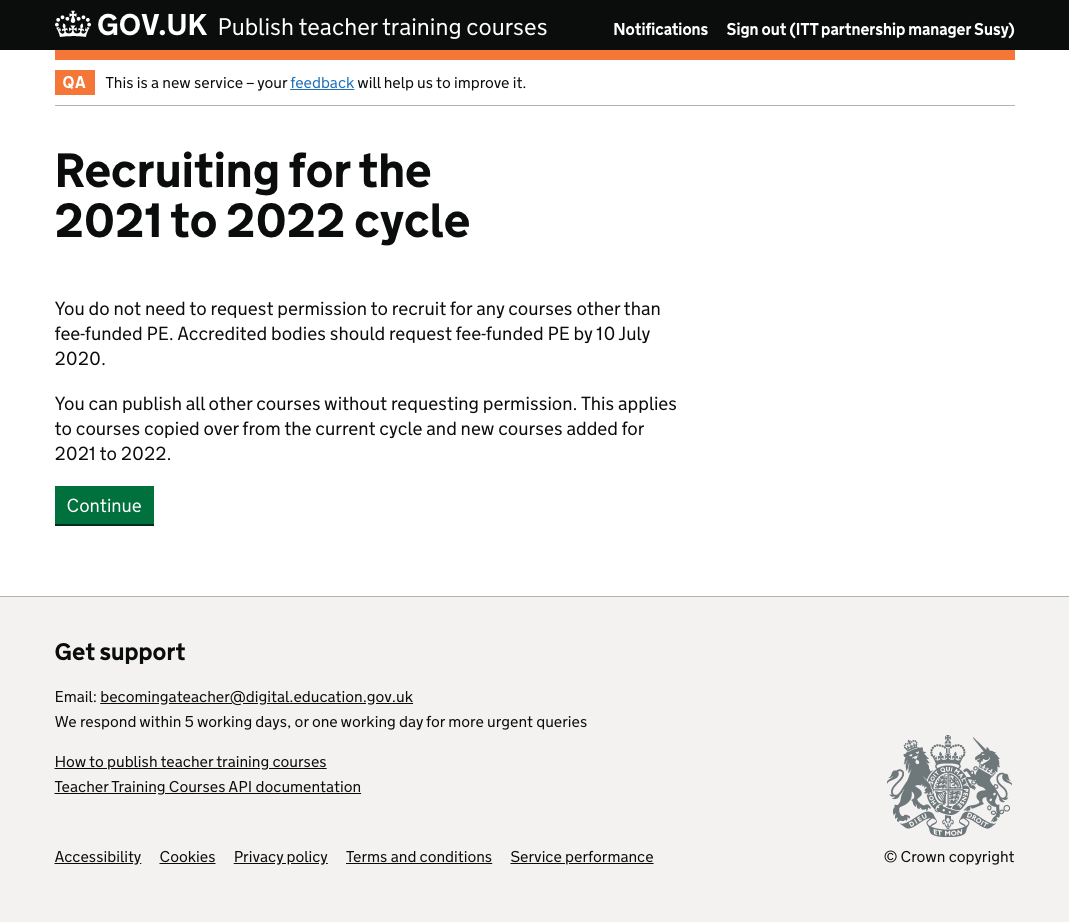 GOV.UK Publish teacher training courses Notifications Sign out (ITT partnership manager Susy)
QA This is a new service – your feedback will help us to improve it.
Recruiting for the
2021 to 2022 cycle
You do not need to request permission to recruit for any courses other than
fee-funded PE. Accredited bodies should request fee-funded PE by 10 July
2020.
You can publish all other courses without requesting permission. This applies
to courses copied over from the current cycle and new courses added for
2021 to 2022.
Continue
Get support
Email: becomingateacher@digital.education.gov.uk
We respond within 5 working days, or one working day for more urgent queries
How to publish teacher training courses
Teacher Training Courses API documentation
DIEU ET MON DROIT
Accessibility Cookies Privacy policy Terms and conditions Service performance © Crown copyright